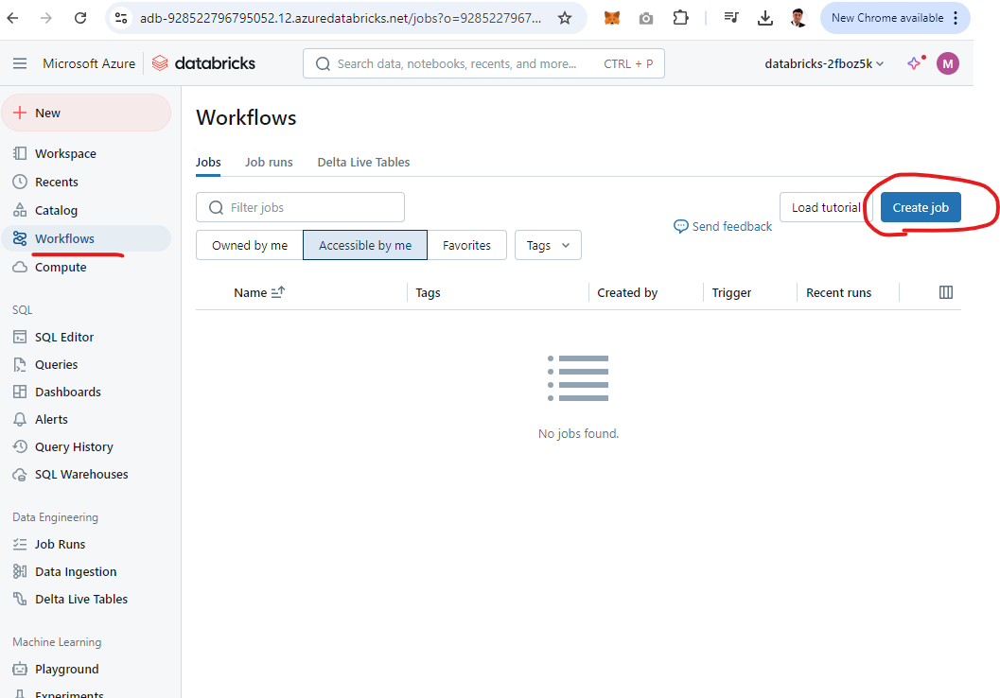 adb-928522796795052.12.azuredatabricks.net/jobs?o=9285227967...
New Chrome available
Microsoft Azure
databricks
Search data, notebooks, recents, and more...
CTRL + P
databricks-2fboz5k
M
New
Workspace
Recents
Catalog
Workflows
Compute
SQL
SQL Editor
Queries
Dashboards
Alerts
Query History
SQL Warehouses
Data Engineering
Job Runs
Data Ingestion
Delta Live Tables
Machine Learning
Playground
Experiments
Workflows
Jobs Job runs Delta Live Tables
Filter jobs
Send feedback
Load tutorial
Create job
Owned by me Accessible by me Favorites Tags
Name Tags Created by Trigger Recent runs
No jobs found.